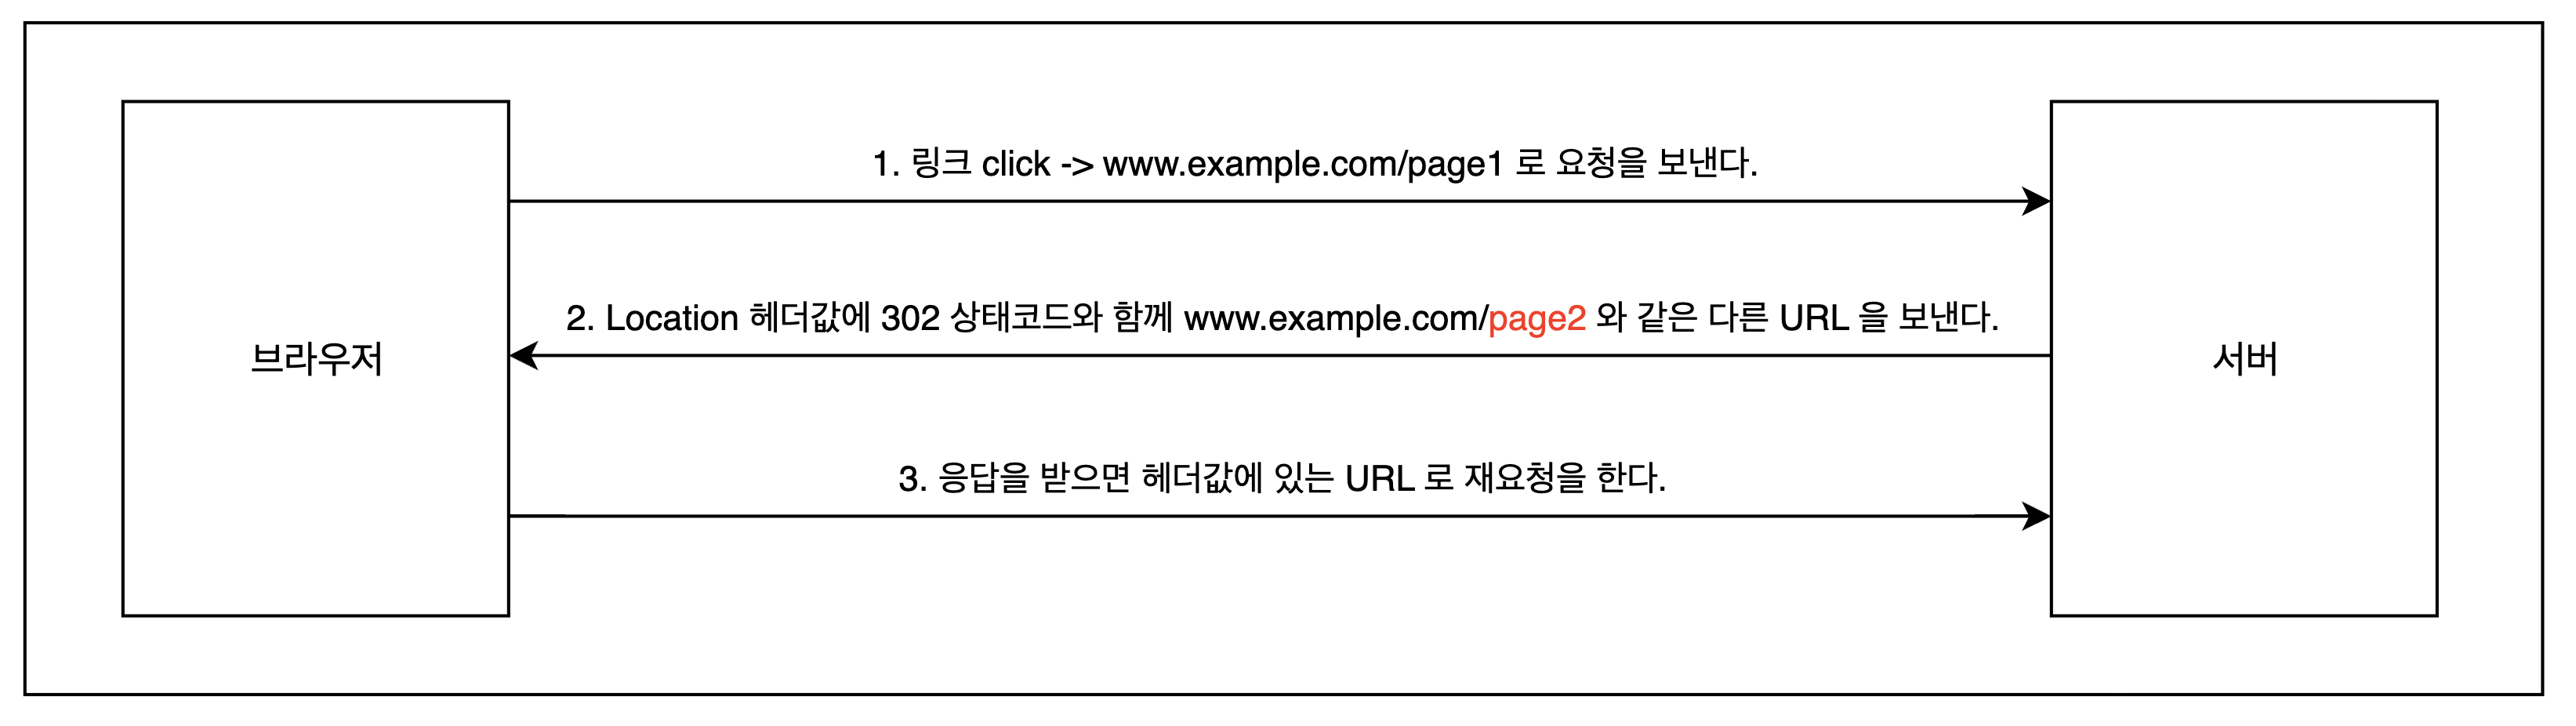 1. 링크 click -> www.example.com/page1 로 요청을 보낸다.
2. Location 헤더값에 302 상태코드와 함께 www.example.com/page2 와 같은 다른 URL 을 보낸다.
브라우저
서버
3. 응답을 받으면 헤더값에 있는 URL 로 재요청을 한다.